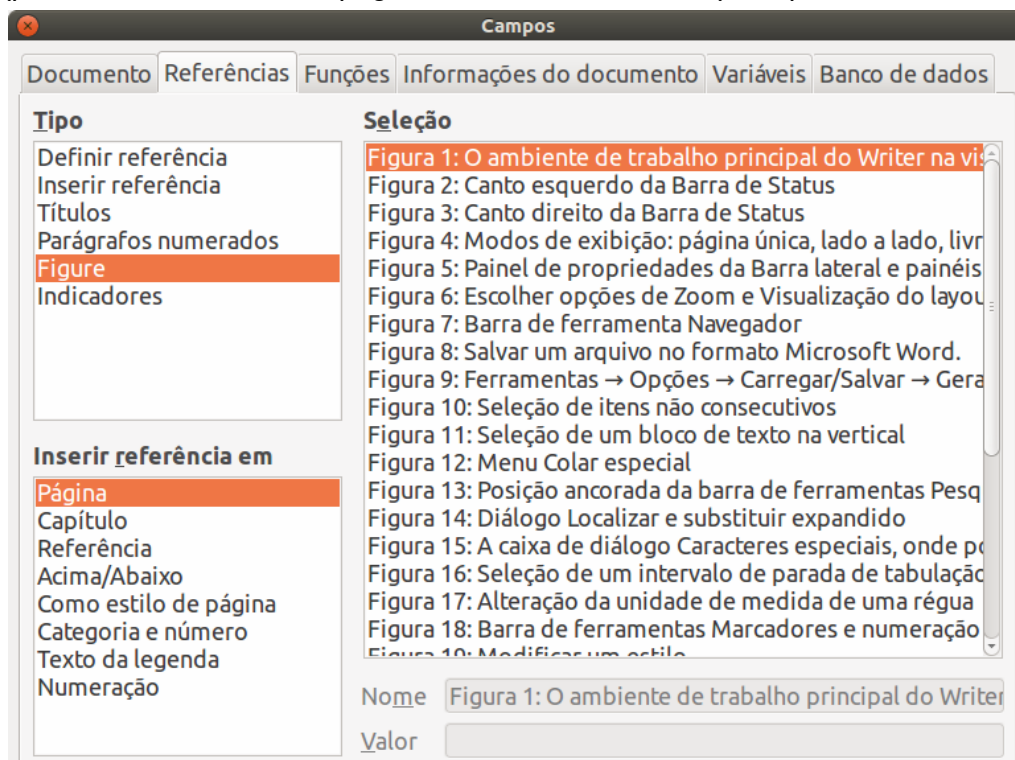 Campos
Documento Referências Funções Informações do documento Variáveis Banco de dados
Tipo
Definir referência
Inserir referência
Títulos
Parágrafos numerados
Figure
Indicadores
Inserir referência em
Página
Capítulo
Referência
Acima/Abaixo
Como estilo de página
Categoria e número
Texto da legenda
Numeração
Seleção
Figura 1: O ambiente de trabalho principal do Writer na
Figura 2: Canto esquerdo da Barra de Status
Figura 3: Canto direito da Barra de Status
Figura 4: Modos de exibição: página única, lado a lado, livr
Figura 5: Painel de propriedades da Barra lateral e painéis
Figura 6: Escolher opções de Zoom e Visualização do layou
Figura 7: Barra de ferramenta Navegador
Figura 8: Salvar um arquivo no formato Microsoft Word.
Figura 9: Ferramentas → Opções → Carregar/Salvar → Gera
Figura 10: Seleção de itens não consecutivos
Figura 11: Seleção de um bloco de texto na vertical
Figura 12: Menu Colar especial
Figura 13: Posição ancorada da barra de ferramentas Pesq
Figura 14: Diálogo Localizar e substituir expandido
Figura 15: A caixa de diálogo Caracteres especiais, onde
Figura 16: Seleção de um intervalo de parada de tabulação
Figura 17: Alteração da unidade de medida de uma régua
Figura 18: Barra de ferramentas Marcadores e numeração
Figura 19: Modificar um estilo
Nome Figura 1: O ambiente de trabalho principal do Writer
Valor